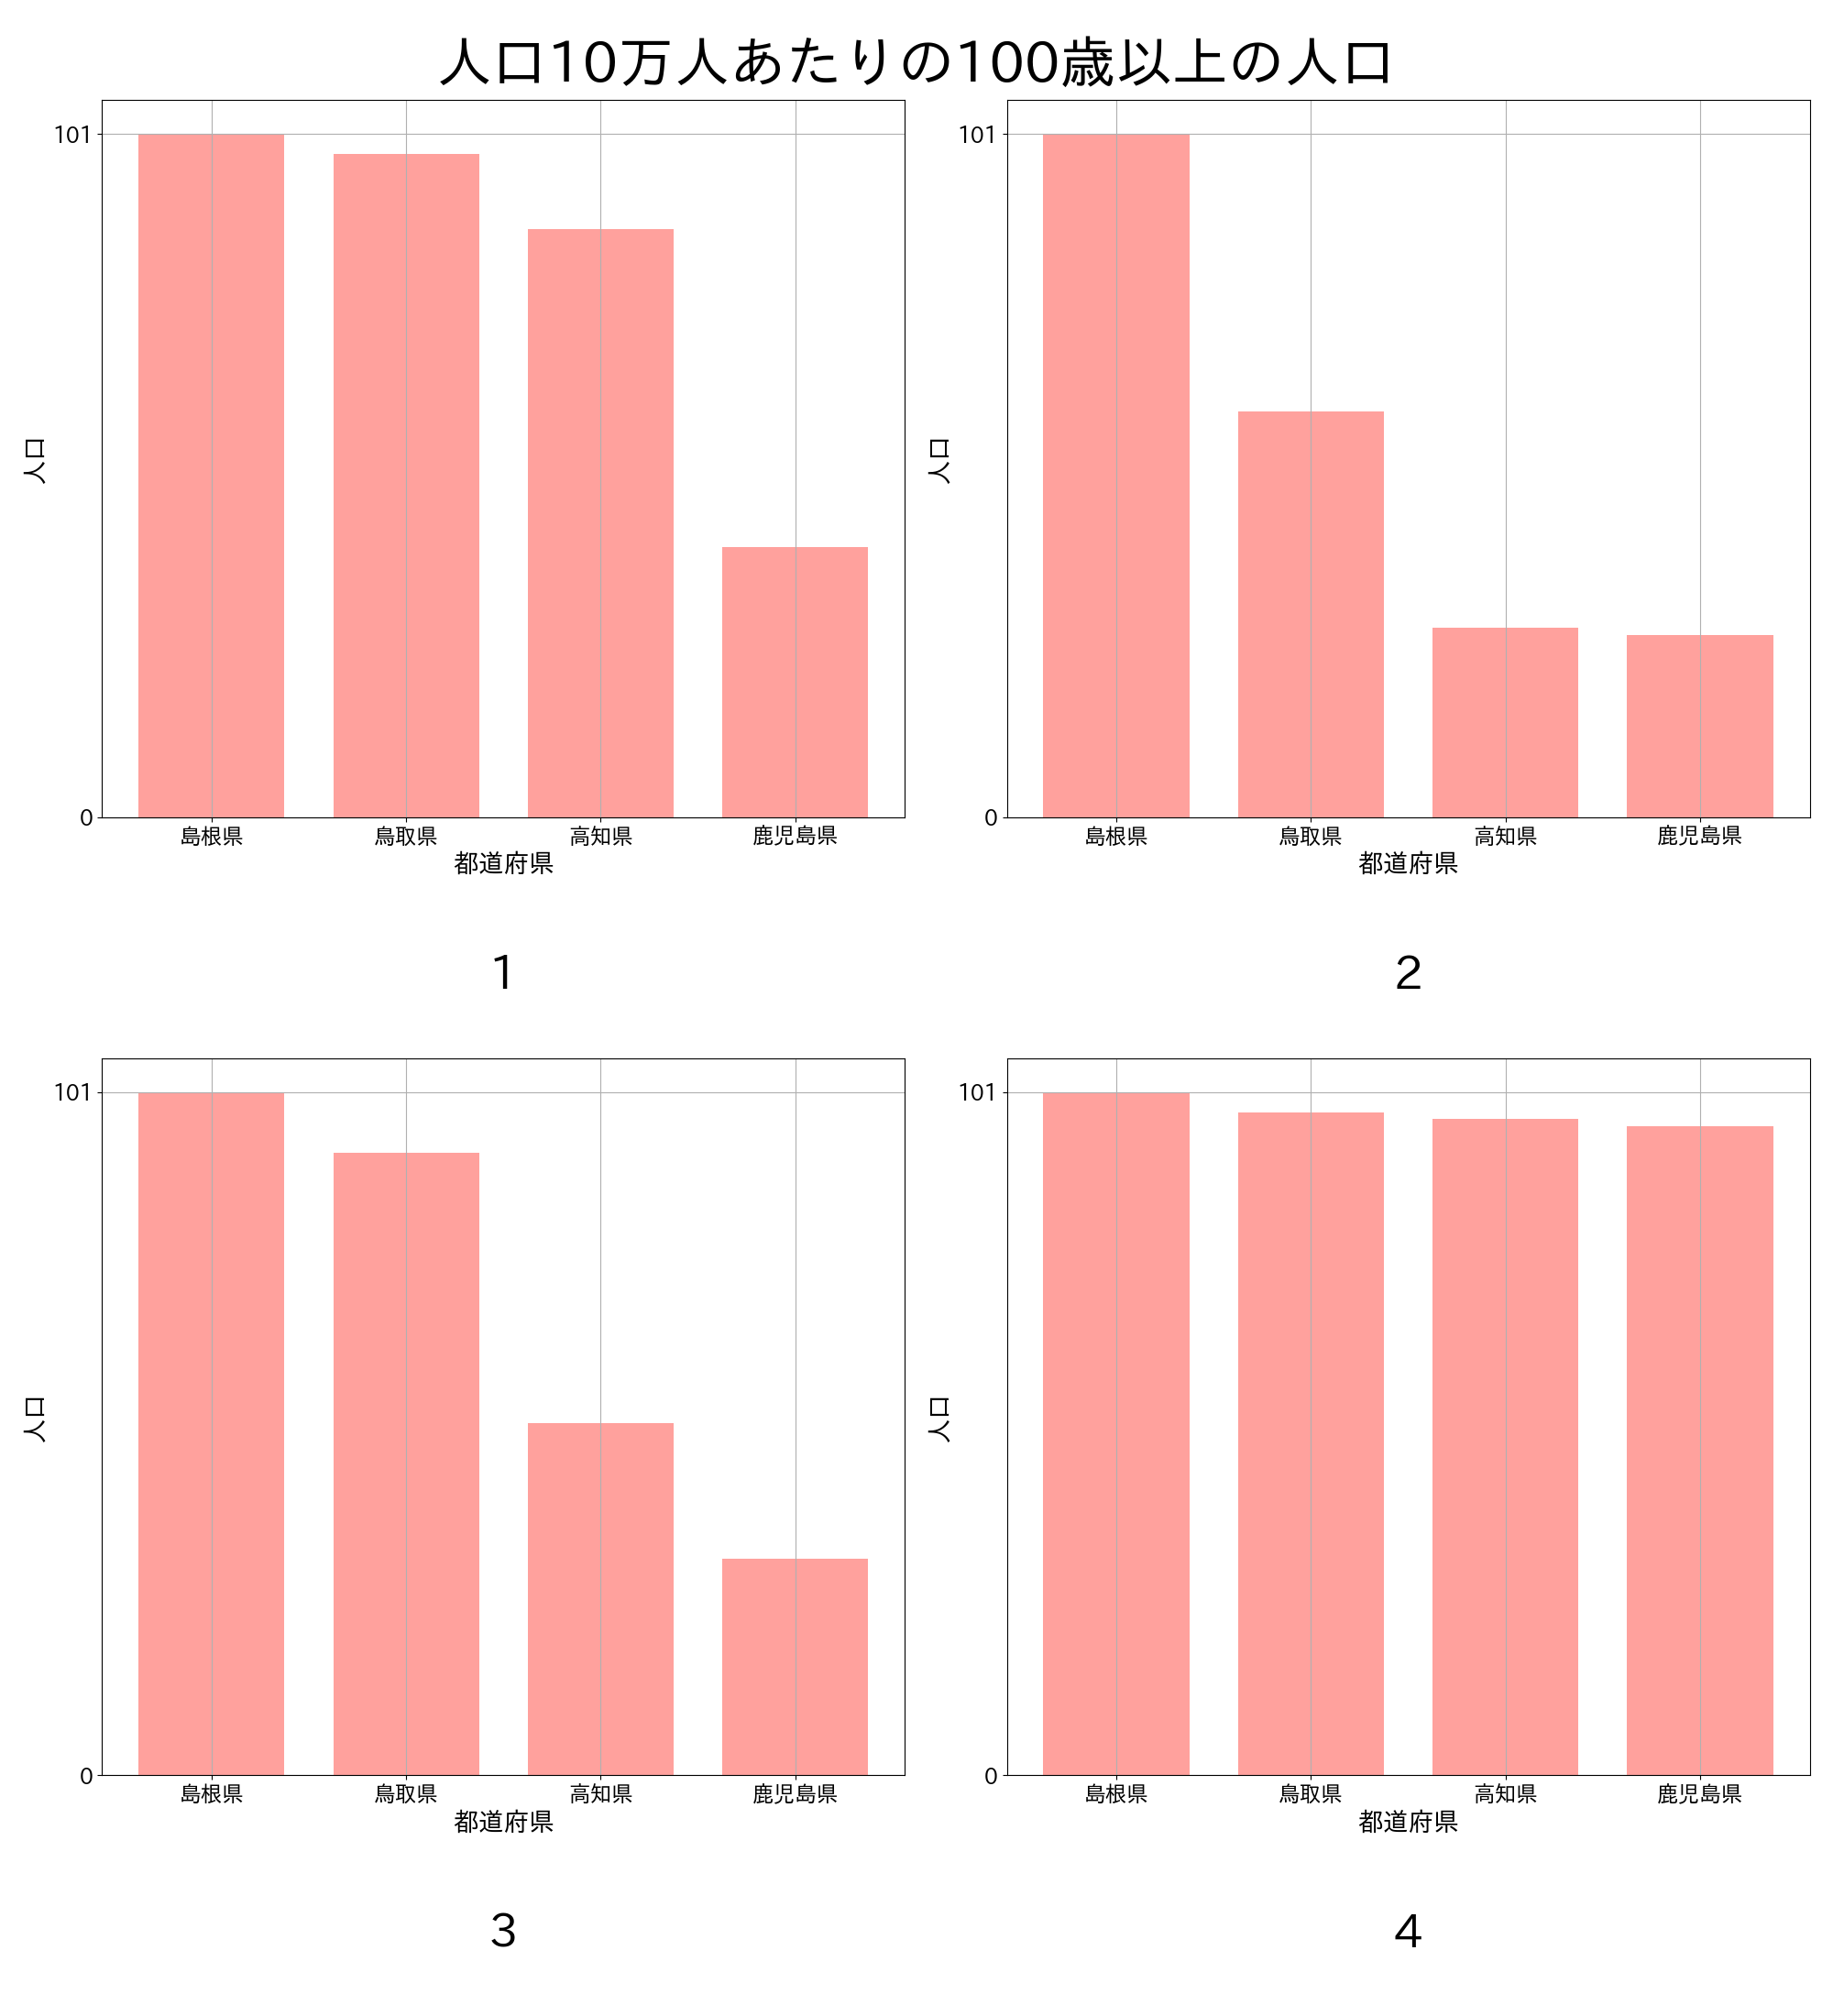 人口10万人あたりの100歳以上の人口
101
0
人口
島根県 鳥取県 高知県 鹿児島県
都道府県
1
101
0
人口
島根県 鳥取県 高知県 鹿児島県
都道府県
2
101
0
人口
島根県 鳥取県 高知県 鹿児島県
都道府県
3
101
0
人口
島根県 鳥取県 高知県 鹿児島県
都道府県
4